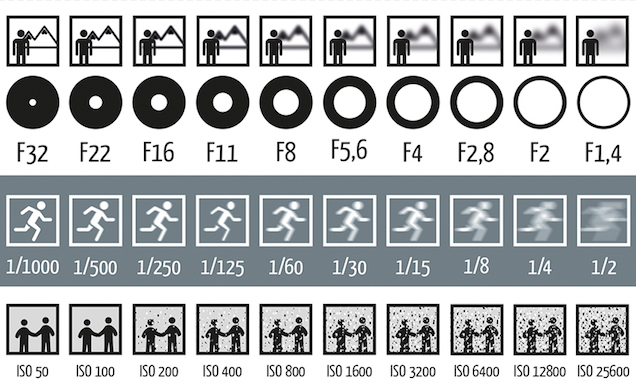 F32 F22 F16 F11 F8 F5,6 F4 F2,8 F2 F1,4
1/1000 1/500 1/250 1/125 1/60 1/30 1/15 1/8 1/4 1/2
ISO 50 ISO 100 ISO 200 ISO 400 ISO 800 ISO 1600 ISO 3200 ISO 6400 ISO 12800 ISO 25600